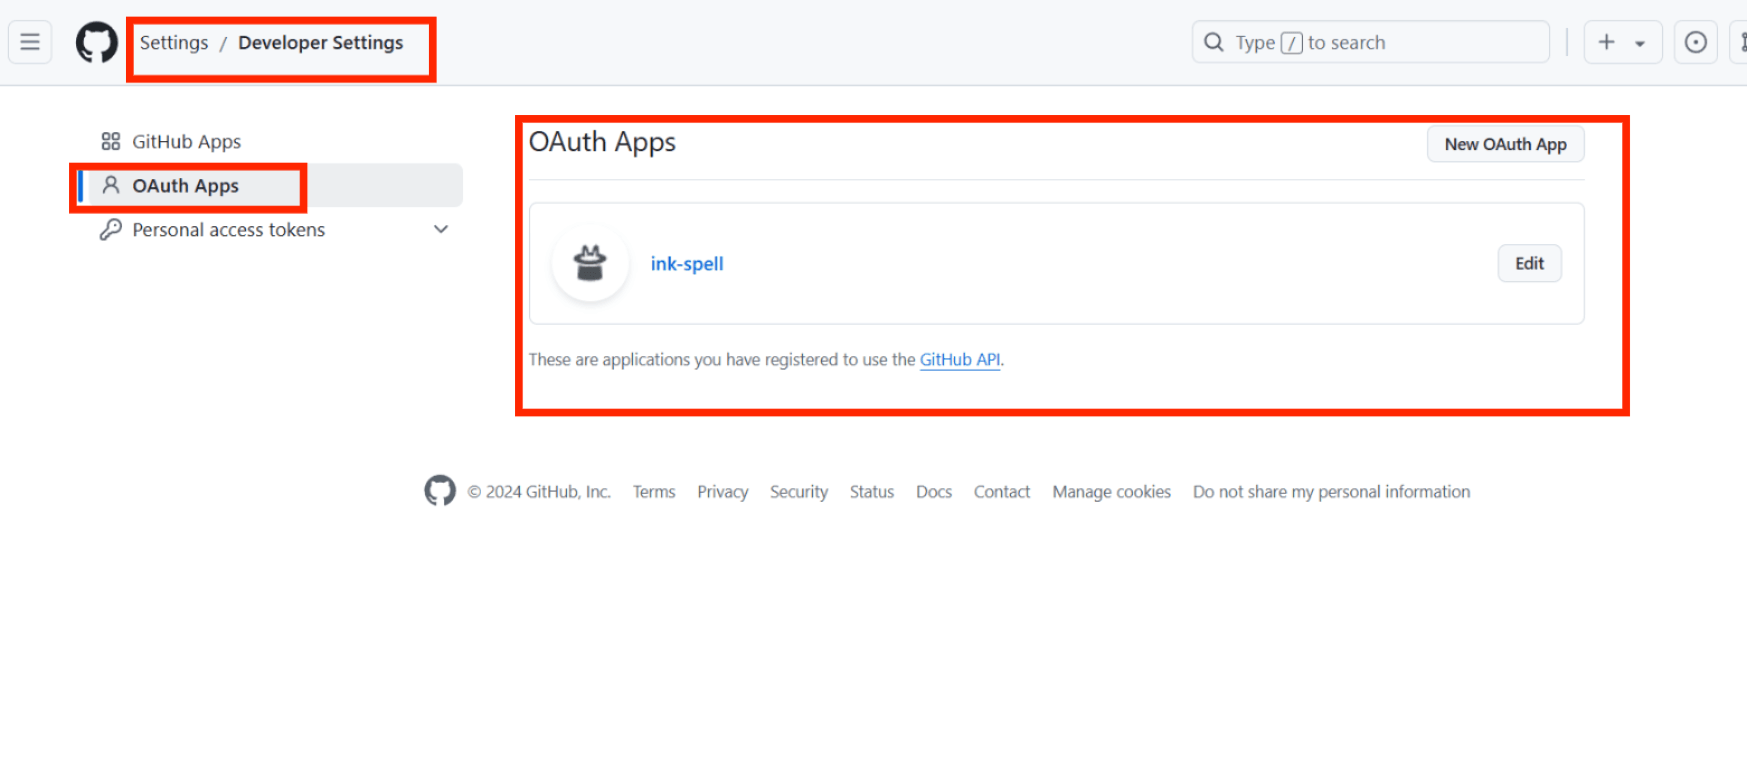 Settings / Developer Settings
Type / to search
GitHub Apps
OAuth Apps
Personal access tokens
OAuth Apps
New OAuth App
ink-spell
Edit
These are applications you have registered to use the GitHub API.
© 2024 GitHub, Inc. Terms Privacy Security Status Docs Contact Manage cookies Do not share my personal information